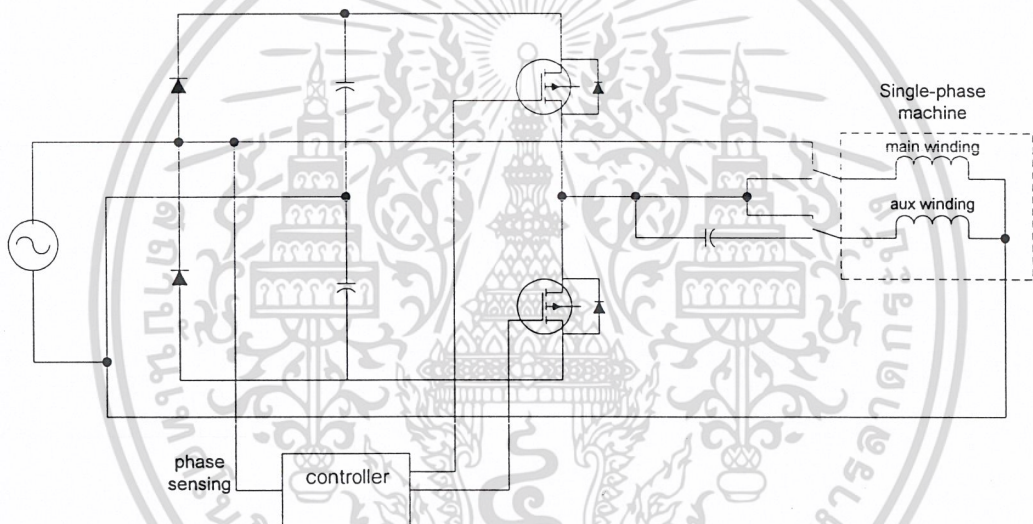 Single-phase
machine
main winding
aux winding
phase
sensing
controller